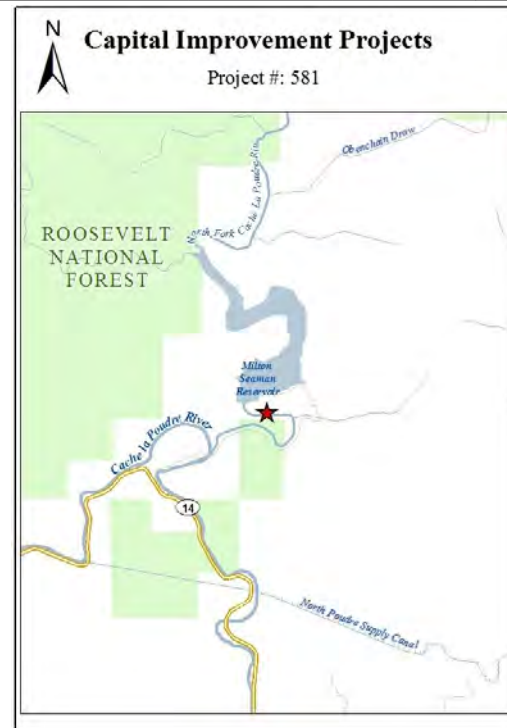 N
Capital Improvement Projects
Project #: 581
Obenchain Draw
North Fork Cache La Poudre Riv
ROOSEVELT
NATIONAL
FOREST
Milton
Seaman
Reservoir
Cache la Poudre River
14
North Poudre Supply Canal